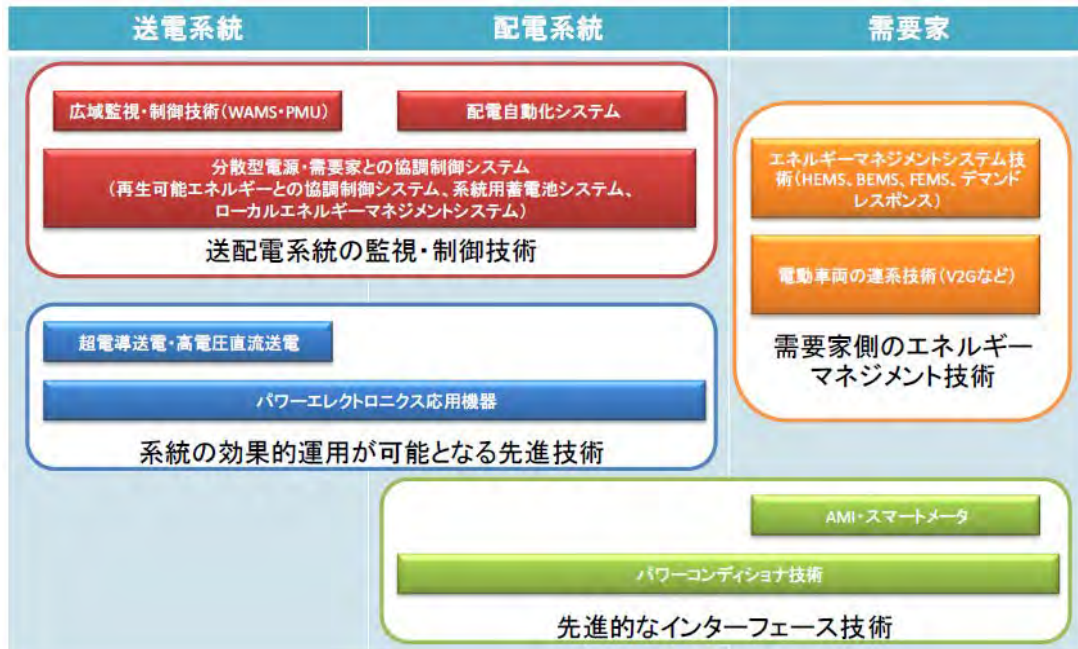 送電系統
配電系統
需要家
広域監視・制御技術(WAMS・PMU)
配電自動化システム
分散型電源・需要家との協調制御システム
(再生可能エネルギーとの協調制御システム、系統用蓄電池システム、
ローカルエネルギーマネジメントシステム)
送配電系統の監視・制御技術
エネルギーマネジメントシステム技
術(HEMS、BEMS、FEMS、デマンド
レスポンス)
電動車両の連系技術(V2Gなど)
需要家側のエネルギー
マネジメント技術
超電導送電・高電圧直流送電
パワーエレクトロニクス応用機器
系統の効果的運用が可能となる先進技術
AMI・スマートメータ
パワーコンディショナ技術
先進的なインターフェース技術